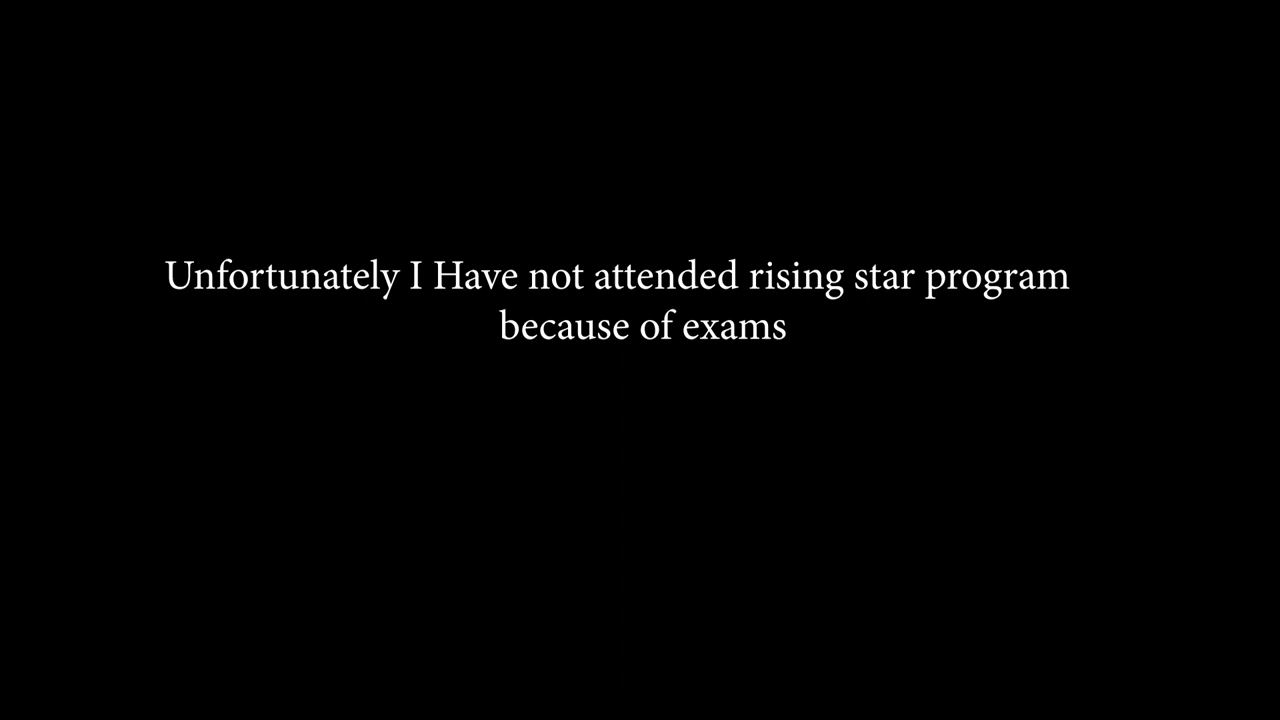 Unfortunately I Have not attended rising star program
because of exams